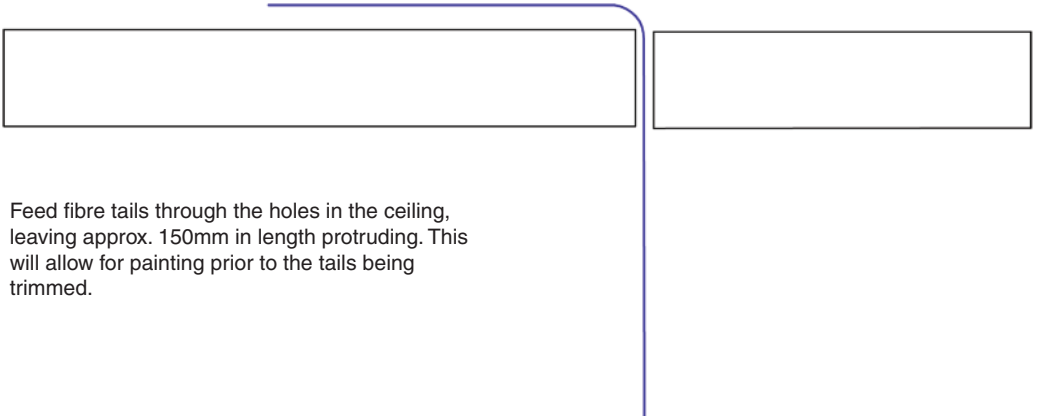 Feed fibre tails through the holes in the ceiling,
leaving approx. 150mm in length protruding. This
will allow for painting prior to the tails being
trimmed.